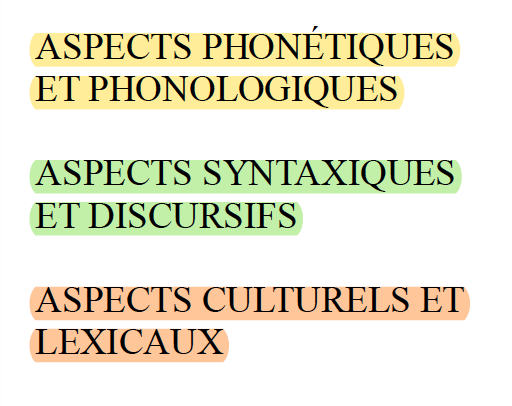 ASPECTS PHONÉTIQUES
ET PHONOLOGIQUES
ASPECTS SYNTAXIQUES
ET DISCURSIFS
ASPECTS CULTURELS ET
LEXICAUX